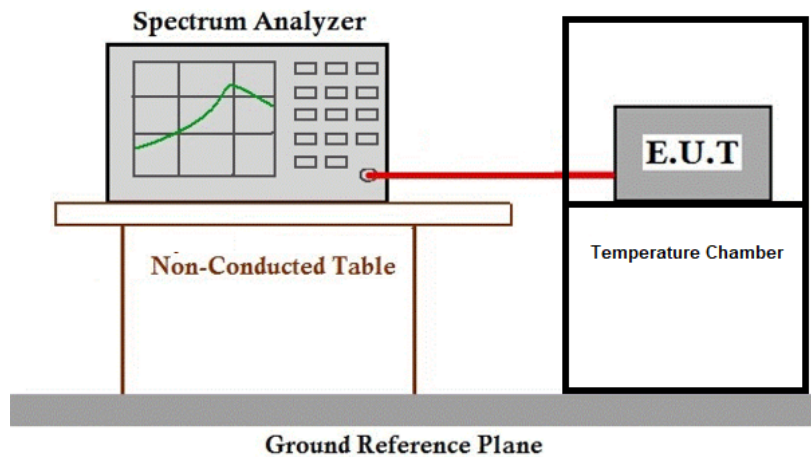 Spectrum Analyzer
E.U.T
Temperature Chamber
Non-Conducted Table
Ground Reference Plane